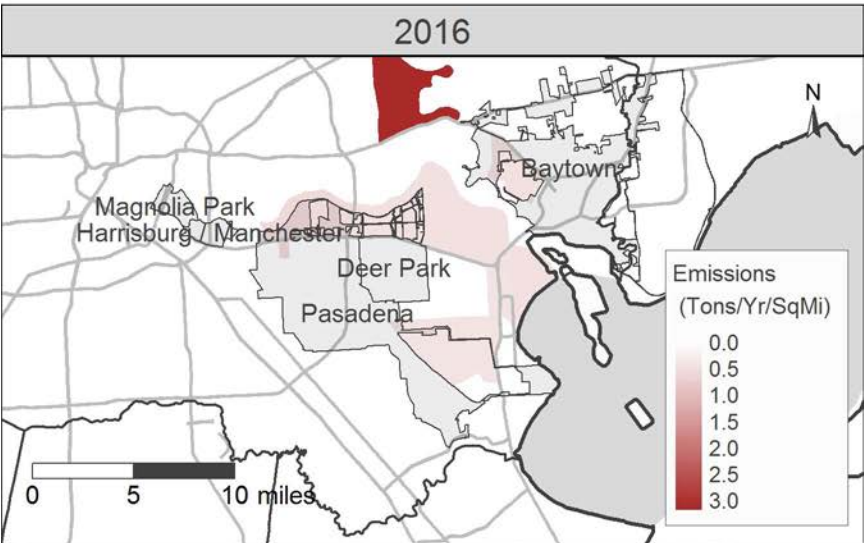 2016
N
Baytown
Magnolia Park
Harrisburg / Manchester
Deer Park
Pasadena
Emissions
(Tons/Yr/SqMi)
0.0
0.5
1.0
1.5
2.0
2.5
3.0
0 5 10 miles